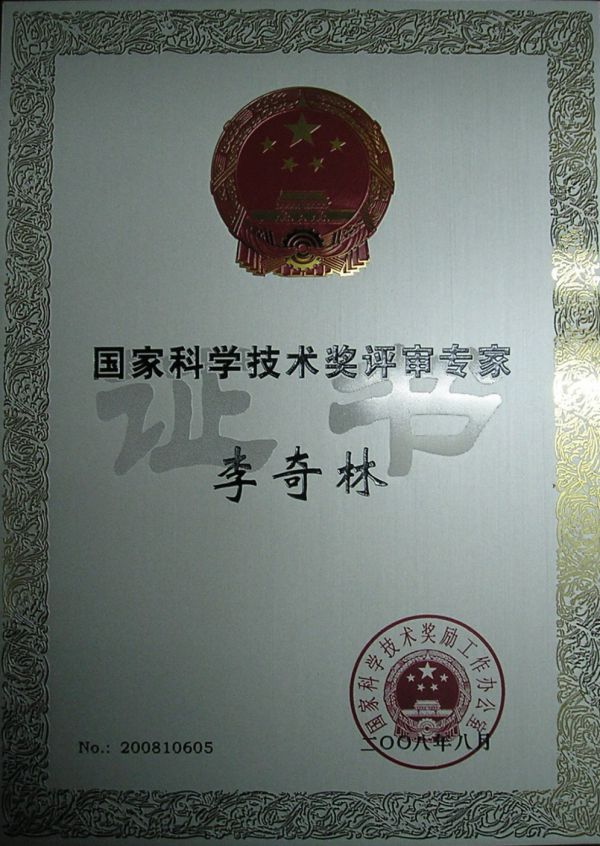 国家科学技术奖评审专家
证书
李奇林
国家科学技术奖励工作办公室
No.: 200810605
二〇〇八年八月